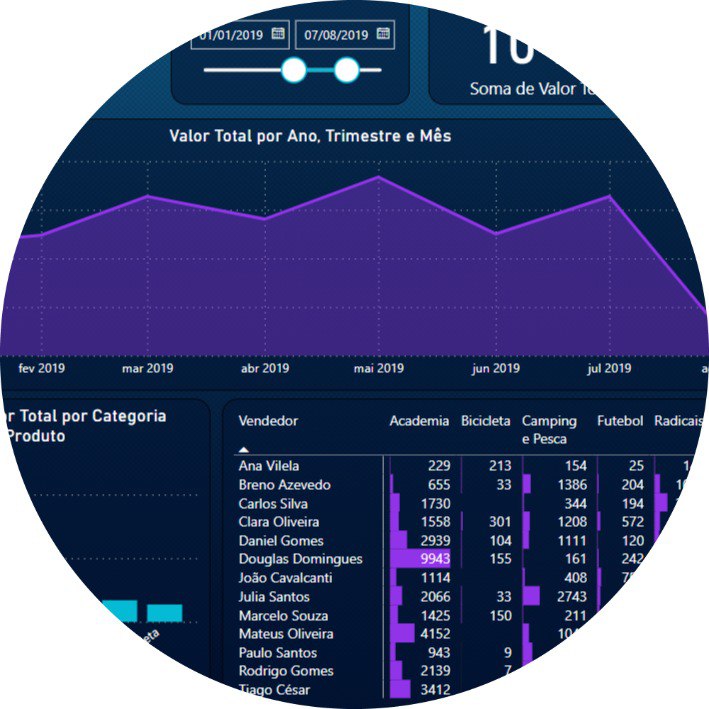 01/01/2019 07/08/2019
Soma de Valor
Valor Total por Ano, Trimestre e Mês
fev 2019 mar 2019 abr 2019 mai 2019 jun 2019 jul 2019
Total por Categoria
Produto
Vendedor Academia Bicicleta Camping e Pesca Futebol Radicais
Ana Vilela 229 213 154 25
Breno Azevedo 655 33 1386 204
Carlos Silva 1730 344 194
Clara Oliveira 1558 301 1208 572
Daniel Gomes 2939 104 1111 120
Douglas Domingues 9943 155 161 242
João Cavalcanti 1114 408
Julia Santos 2066 33 2743
Marcelo Souza 1425 150 211
Mateus Oliveira 4152
Paulo Santos 943 9
Rodrigo Gomes 2139 7
Tiago César 3412